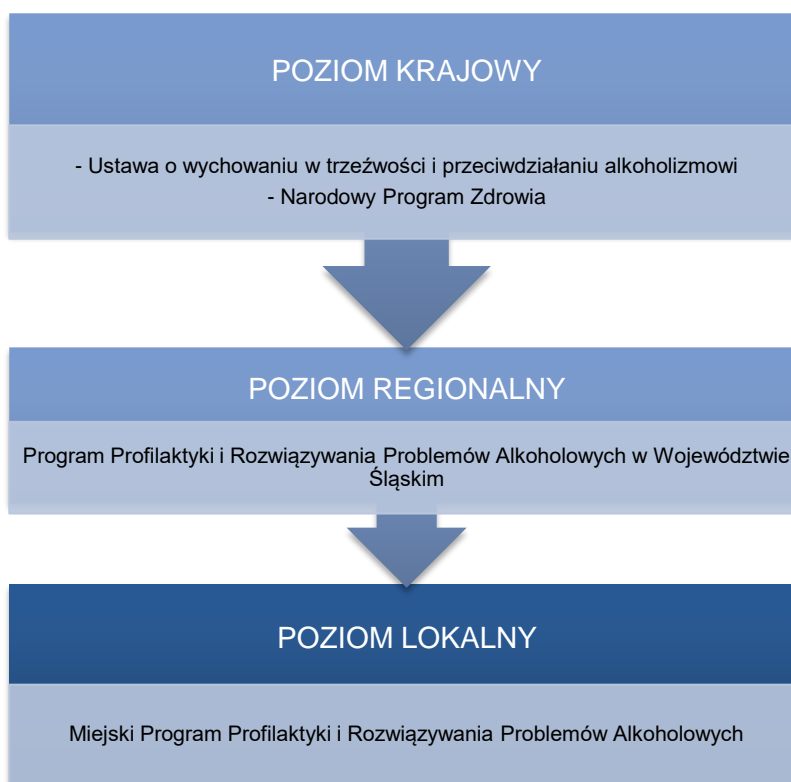 POZIOM KRAJOWY
- Ustawa o wychowaniu w trzeźwości i przeciwdziałaniu alkoholizmowi
- Narodowy Program Zdrowia
POZIOM REGIONALNY
Program Profilaktyki i Rozwiązywania Problemów Alkoholowych w Województwie
Śląskim
POZIOM LOKALNY
Miejski Program Profilaktyki i Rozwiązywania Problemów Alkoholowych